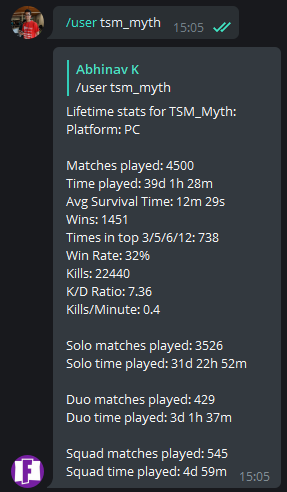 /user tsm_myth
15:05
Abhinav K
/user tsm_myth
Lifetime stats for TSM_Myth:
Platform: PC
Matches played: 4500
Time played: 39d 1h 28m
Avg Survival Time: 12m 29s
Wins: 1451
Times in top 3/5/6/12: 738
Win Rate: 32%
Kills: 22440
K/D Ratio: 7.36
Kills/Minute: 0.4
Solo matches played: 3526
Solo time played: 31d 22h 52m
Duo matches played: 429
Duo time played: 3d 1h 37m
Squad matches played: 545
Squad time played: 4d 59m
15:05
F